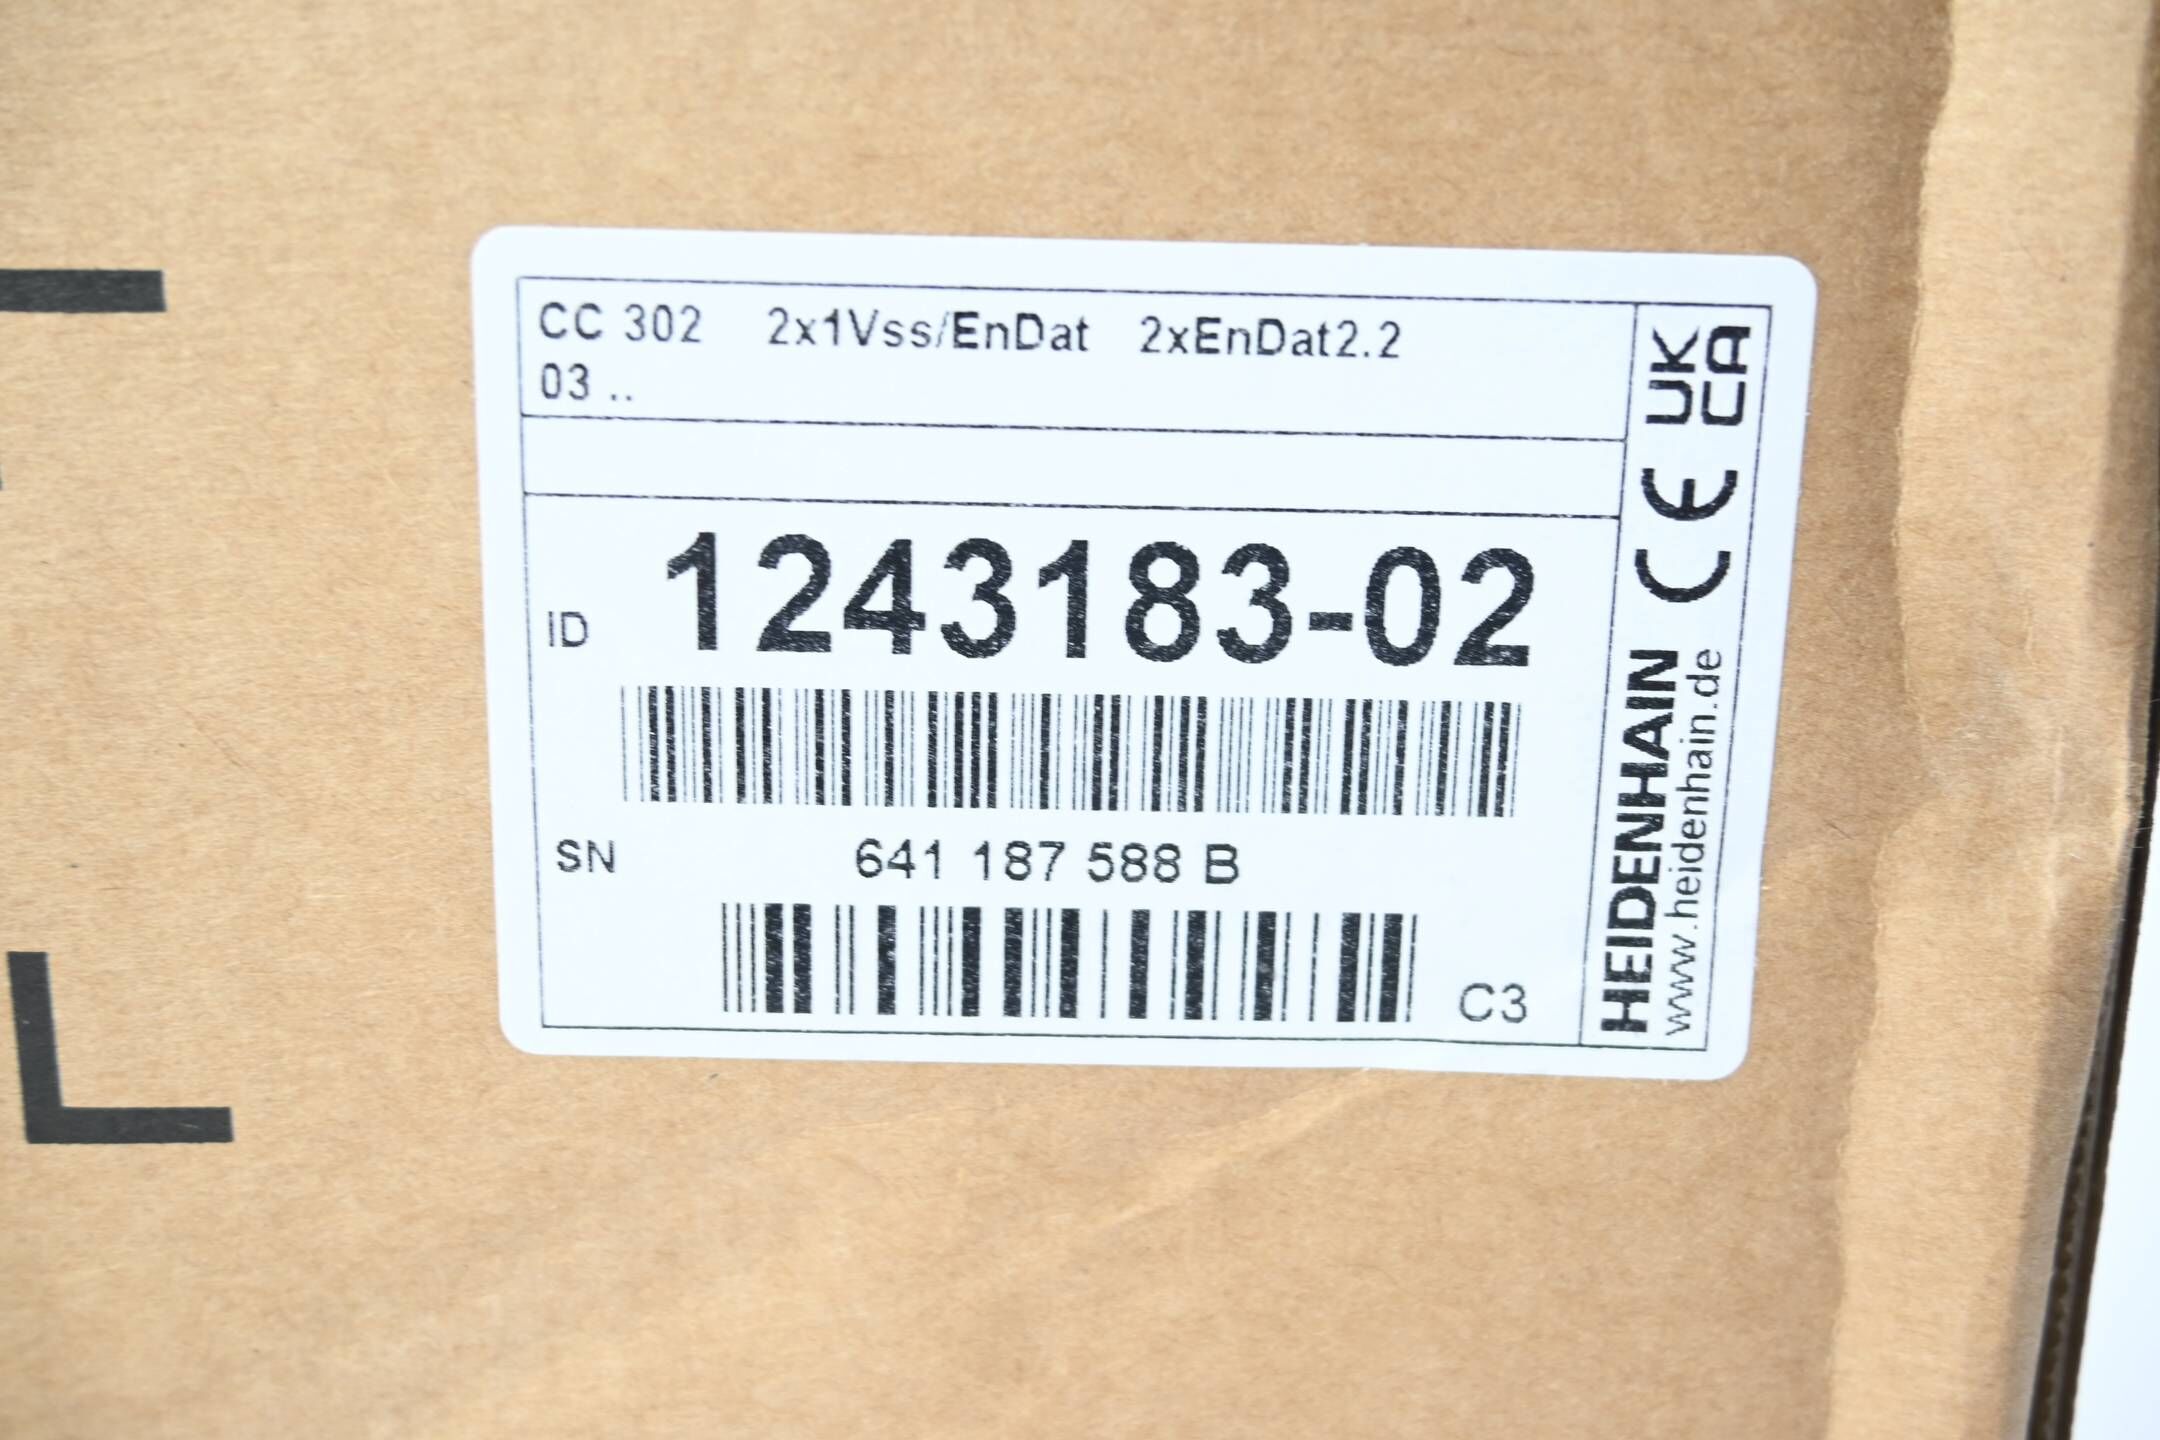 CC 302 2x1Vss/EnDat 2xEnDat2.2
03 ..
ID 1243183-02
SN 641 187 588 B
C3
HEIDENHAIN CE UK
CA
www.heidenhain.de
L